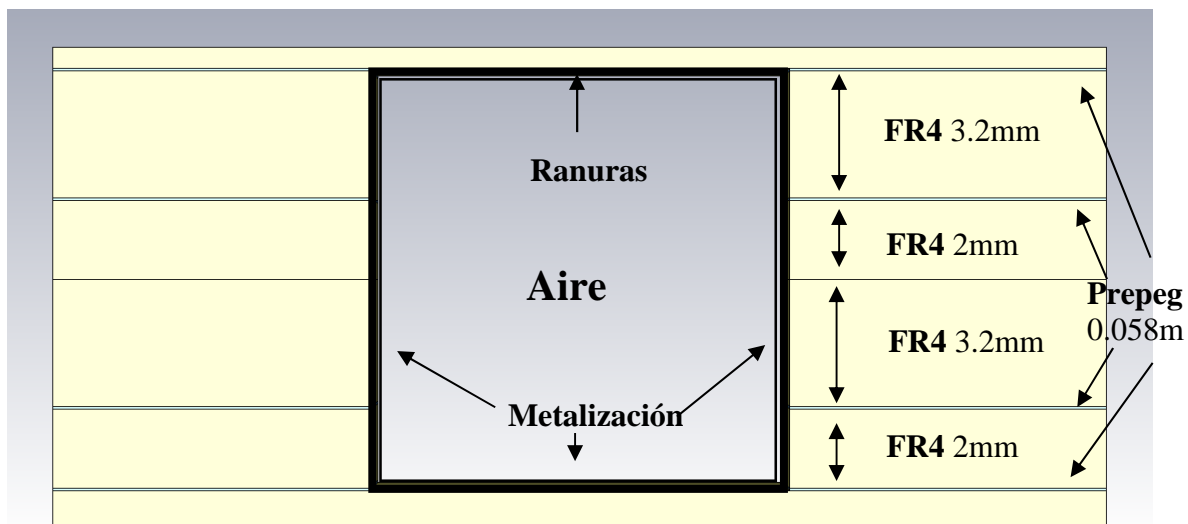 FR4 3.2mm
Ranuras
FR4 2mm
Aire
Prepeg
0.058m
FR4 3.2mm
Metalización
FR4 2mm